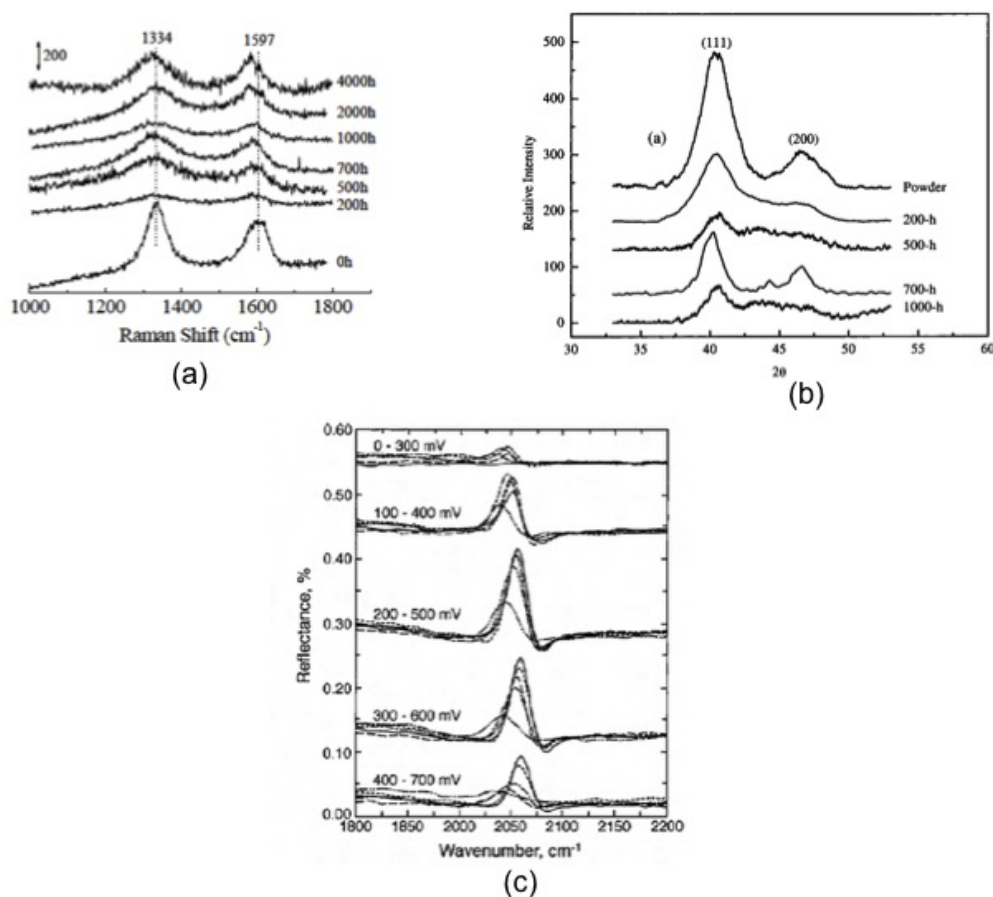 200
1334
1597
4000h
2000h
1000h
700h
500h
200h
0h
1000 1200 1400 1600 1800
Raman Shift (cm-1)
(a)
500
400
300
200
100
0
Relative Intensity
(111)
(a)
(200)
Powder
200-h
500-h
700-h
1000-h
30 35 40 45 50 55 60
2θ
(b)
0.60
0.50
0.40
0.30
0.20
0.10
0.00
Reflectance, %
0 - 300 mV
100 - 400 mV
200 - 500 mV
300 - 600 mV
400 - 700 mV
1800 1850 2000 2050 2100 2150 2200
Wavenumber, cm-1
(c)